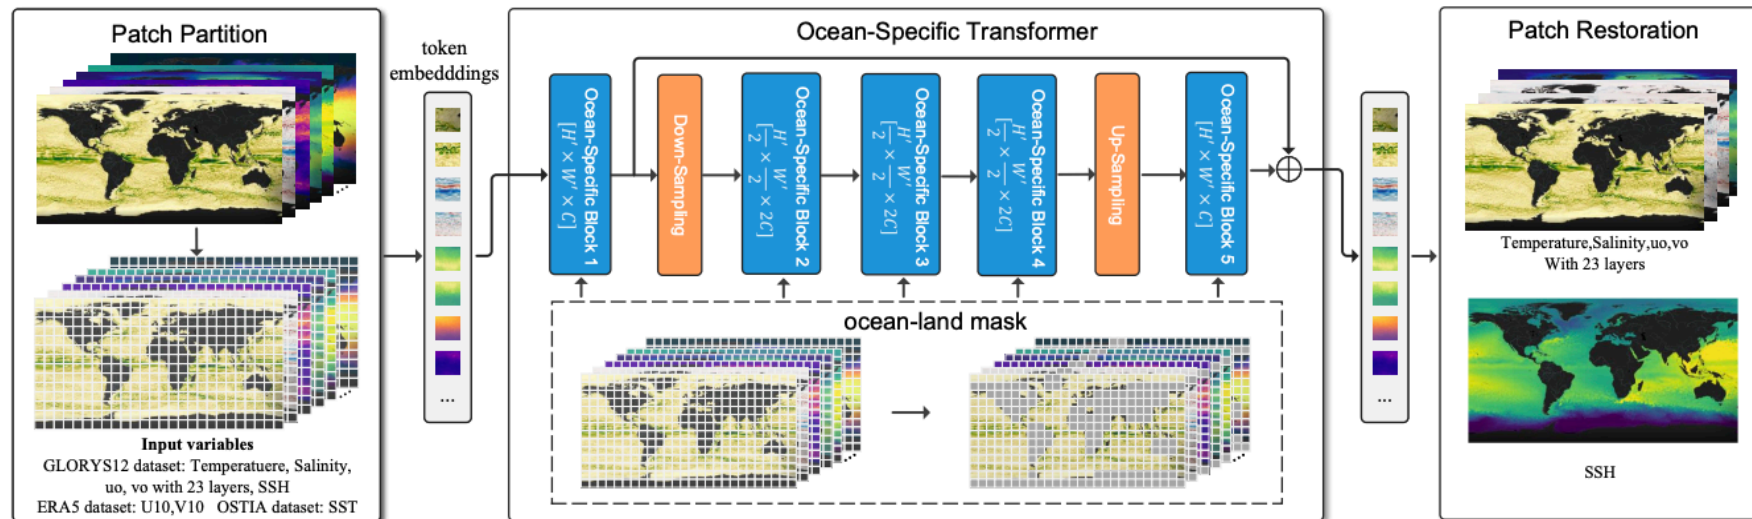 Patch Partition
Input variables
GLORYS12 dataset: Temperatuere, Salinity,
uo, vo with 23 layers, SSH
ERA5 dataset: U10,V10   OSTIA dataset: SST
token
embedddings
...
Ocean-Specific Transformer
Ocean-Specific Block 1
[H′ × W′ × C]
Down-Sampling
Ocean-Specific Block 2
[H′/2 × W′/2 × 2C]
Ocean-Specific Block 3
[H′/2 × W′/2 × 2C]
Ocean-Specific Block 4
[H′/2 × W′/2 × 2C]
Up-Sampling
Ocean-Specific Block 5
[H′ × W′ × C]
ocean-land mask
...
Patch Restoration
Temperature,Salinity,uo,vo
With 23 layers
SSH